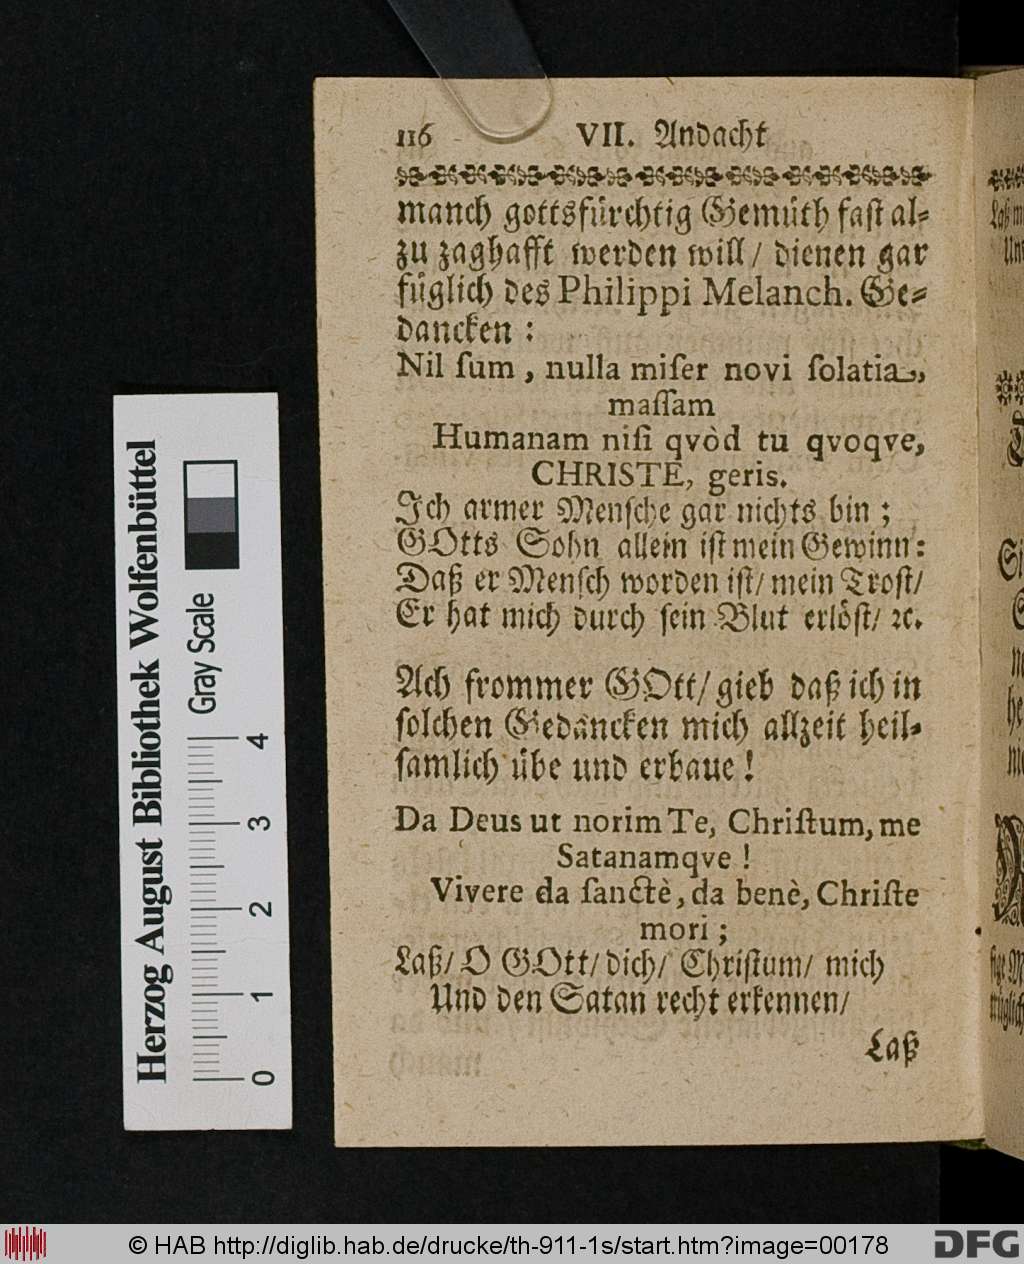 116 VII. Andacht
manch gottsfürchtig Gemüth fast al-
zu zaghafft werden will/ dienen gar
füglich des Philippi Melanch. Ge-
dancken :
Nil ſum, nulla miſer novi ſolatia,
maſſam
Humanam niſi qvòd tu qvoqve,
CHRISTE, geris.
Ich armer Menſche gar nichts bin ;
GOtts Sohn allein iſt mein Gewinn:
Daß er Menſch worden iſt/ mein Troſt/
Er hat mich durch ſein Blut erlöſt/ ꝛc.
Ach frommer GOtt/ gieb daß ich in
ſolchen Gedancken mich allzeit heil-
ſamlich übe und erbaue !
Da Deus ut norim Te, Chriſtum, me
Satanamqve !
Vivere da ſanctè, da benè, Chriſte
mori ;
Laß/ O GOtt/ dich/ Chriſtum/ mich
Und den Satan recht erkennen/
Laß
Herzog August Bibliothek Wolfenbüttel
Gray Scale
0 1 2 3 4
© HAB http://diglib.hab.de/drucke/th-911-1s/start.htm?image=00178
DFG